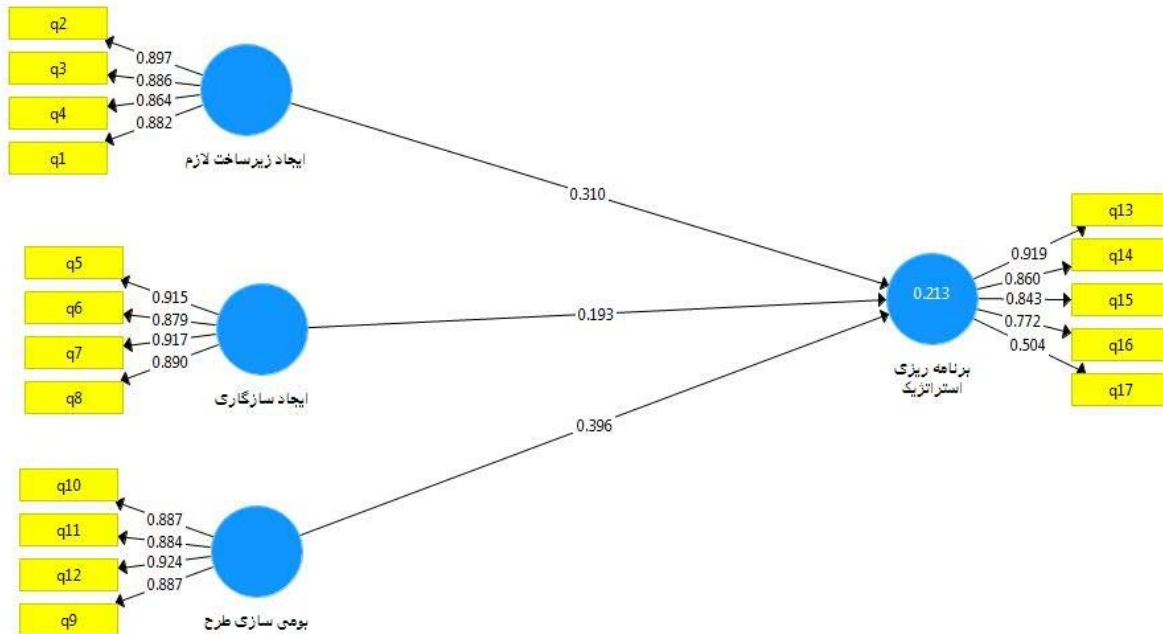 q2
q3
q4
q1
0.897
0.886
0.864
0.882
ایجاد زیرساخت لازم
0.310
q5
q6
q7
q8
0.915
0.879
0.917
0.890
ایجاد سازگاری
0.193
q10
q11
q12
q9
0.887
0.884
0.924
0.887
بومی سازی طرح
0.396
0.213
برنامه ریزی
استراتژیک
0.919
0.860
0.843
0.772
0.504
q13
q14
q15
q16
q17